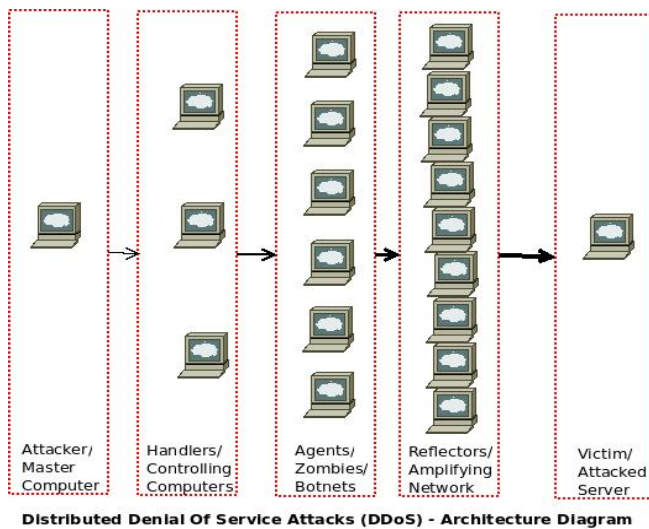 Attacker/
Master
Computer
Handlers/
Controlling
Computers
Agents/
Zombies/
Botnets
Reflectors/
Amplifying
Network
Victim/
Attacked
Server
Distributed Denial Of Service Attacks (DDoS) - Architecture Diagram